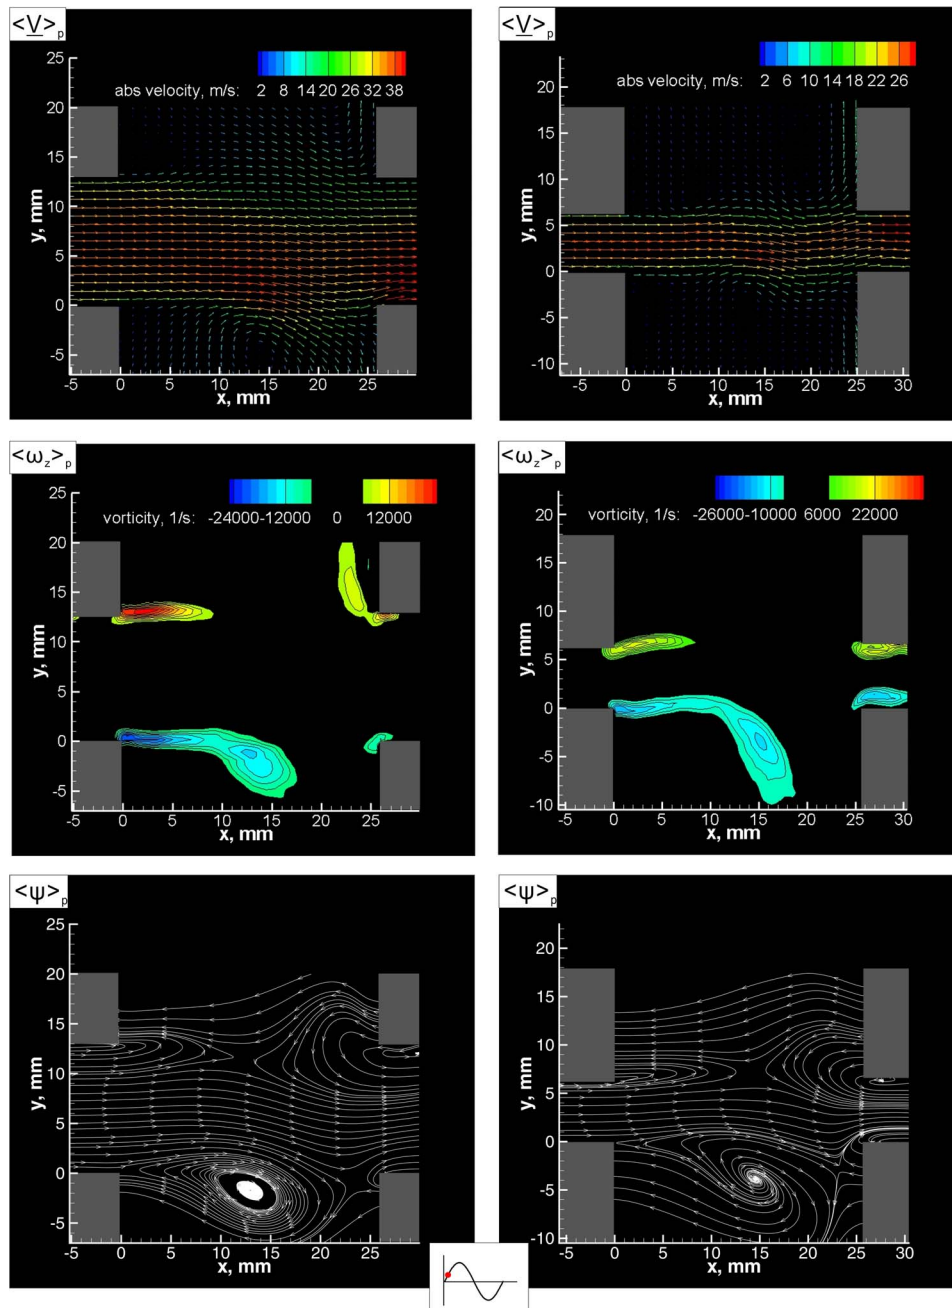 <V>p
abs velocity, m/s: 2 8 14 20 26 32 38
25
20
15
10
5
0
-5
y, mm
-5 0 5 10 15 20 25
x, mm
<V>p
abs velocity, m/s: 2 6 10 14 18 22 26
20
15
10
5
0
-5
-10
y, mm
-5 0 5 10 15 20 25 30
x, mm
<ωz>p
vorticity, 1/s: -24000 -12000 0 12000
25
20
15
10
5
0
-5
y, mm
-5 0 5 10 15 20 25 30
x, mm
<ωz>p
vorticity, 1/s: -26000 -10000 6000 22000
20
15
10
5
0
-5
-10
y, mm
-5 0 5 10 15 20 25 30
x, mm
<ψ>p
25
20
15
10
5
0
-5
y, mm
-5 0 5 10 15 20 25
x, mm
<ψ>p
20
15
10
5
0
-5
-10
y, mm
-5 0 5 10 15 20 25 30
x, mm